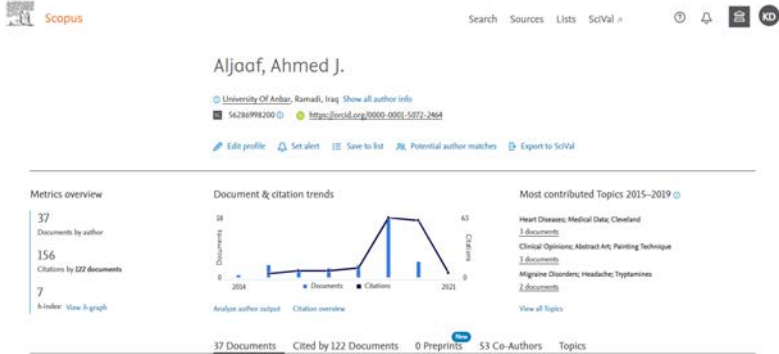 Scopus
Search Sources Lists SciVal
KD
Aljaaf, Ahmed J.
University Of Anbar, Ramadi, Iraq Show all author info
56286998200 https://orcid.org/0000-0001-5072-2464
Edit profile Set alert Save to list Potential author matches Export to SciVal
Metrics overview
37
Documents by author
156
Citations by 122 documents
7
h-index: View h-graph
Document & citation trends
18
63
Documents
Citations
0
0
2014
2021
Documents Citations
Analyze author output Citation overview
Most contributed Topics 2015–2019
Heart Diseases; Medical Data; Cleveland
3 documents
Clinical Opinions; Abstract Art; Painting Technique
3 documents
Migraine Disorders; Headache; Tryptamines
2 documents
View all Topics
New
37 Documents Cited by 122 Documents 0 Preprints 53 Co-Authors Topics